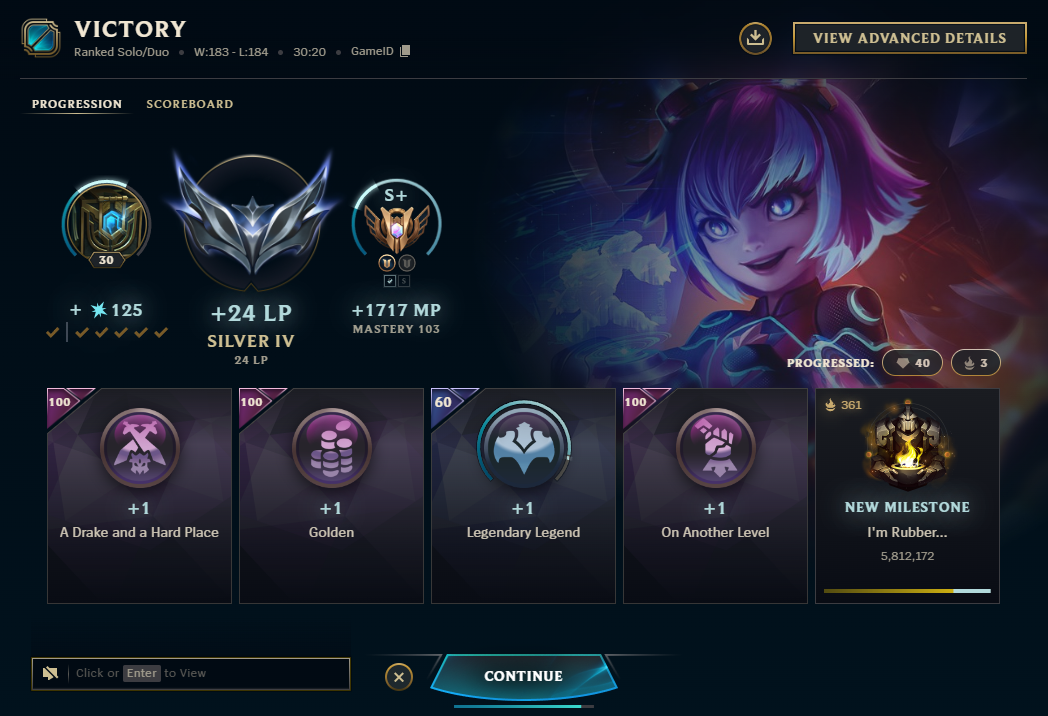 VICTORY
Ranked Solo/Duo • W:183 - L:184 • 30:20 • GameID
VIEW ADVANCED DETAILS
PROGRESSION SCOREBOARD
S+
30
+ 125
+24 LP
SILVER IV
24 LP
+1717 MP
MASTERY 103
PROGRESSED: 40 3
100
+1
A Drake and a Hard Place
100
+1
Golden
60
+1
Legendary Legend
100
+1
On Another Level
361
NEW MILESTONE
I'm Rubber...
5,812,172
Click or Enter to View
CONTINUE